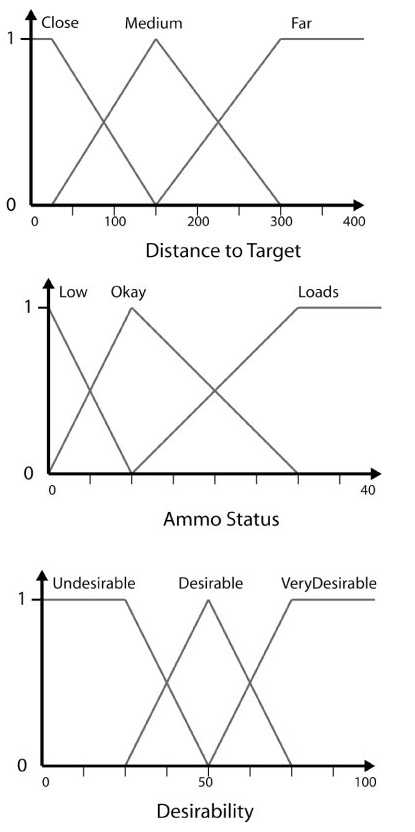 Close Medium Far
1
0
0 100 200 300 400
Distance to Target
Low Okay Loads
1
0
0 40
Ammo Status
Undesirable Desirable VeryDesirable
1
0
0 50 100
Desirability